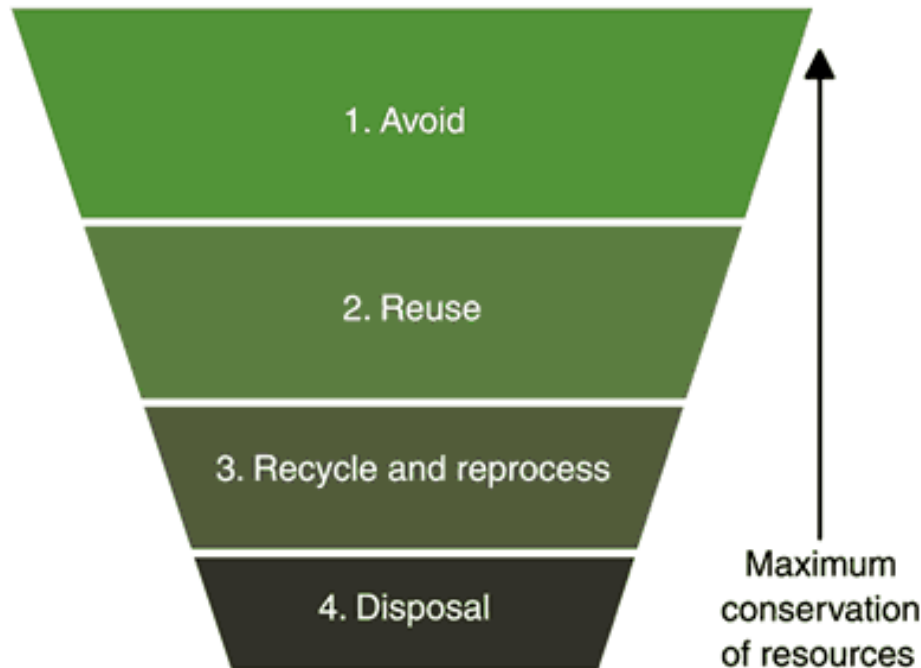 1. Avoid
2. Reuse
3. Recycle and reprocess
4. Disposal
Maximum
conservation
of resources